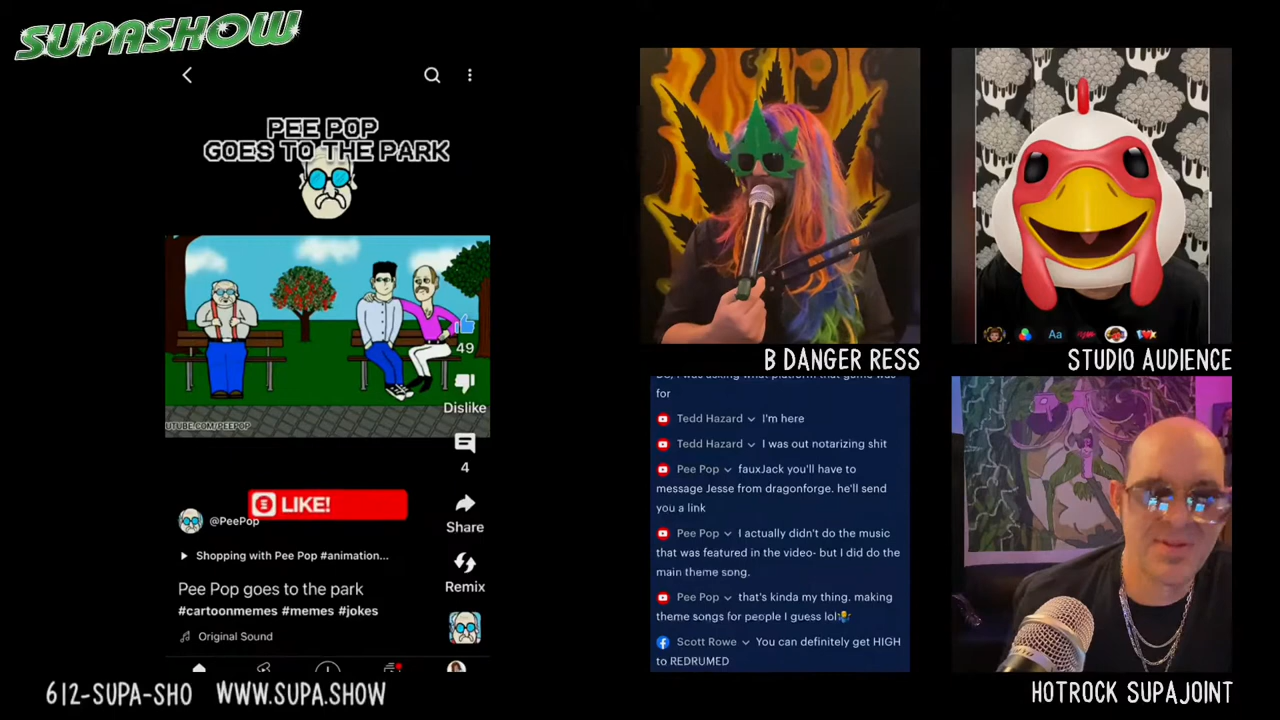 SUPASHOW
PEE POP
GOES TO THE PARK
49
Dislike
4
Share
Remix
UTUBE.COM/PEEPOP
LIKE!
@PeePop
Shopping with Pee Pop #animation...
Pee Pop goes to the park
#cartoonmemes #memes #jokes
Original Sound
612-SUPA-SHO WWW.SUPA.SHOW
B DANGER RESS
Aa
STUDIO AUDIENCE
for
Tedd Hazard I'm here
Tedd Hazard I was out notarizing shit
Pee Pop fauxJack you'll have to
message Jesse from dragonforge. he'll send
you a link
Pee Pop I actually didn't do the music
that was featured in the video- but I did do the
main theme song.
Pee Pop that's kinda my thing. making
theme songs for people I guess lol
Scott Rowe You can definitely get HIGH
to REDRUMED
HOTROCK SUPAJOINT